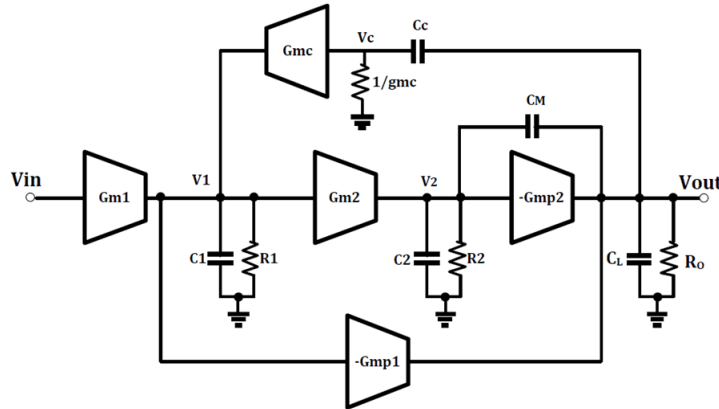 Gmc
Vc
Cc
1/gmc
CM
Vin
Gm1
V1
Gm2
V2
-Gmp2
Vout
C1
R1
C2
R2
CL
RO
-Gmp1